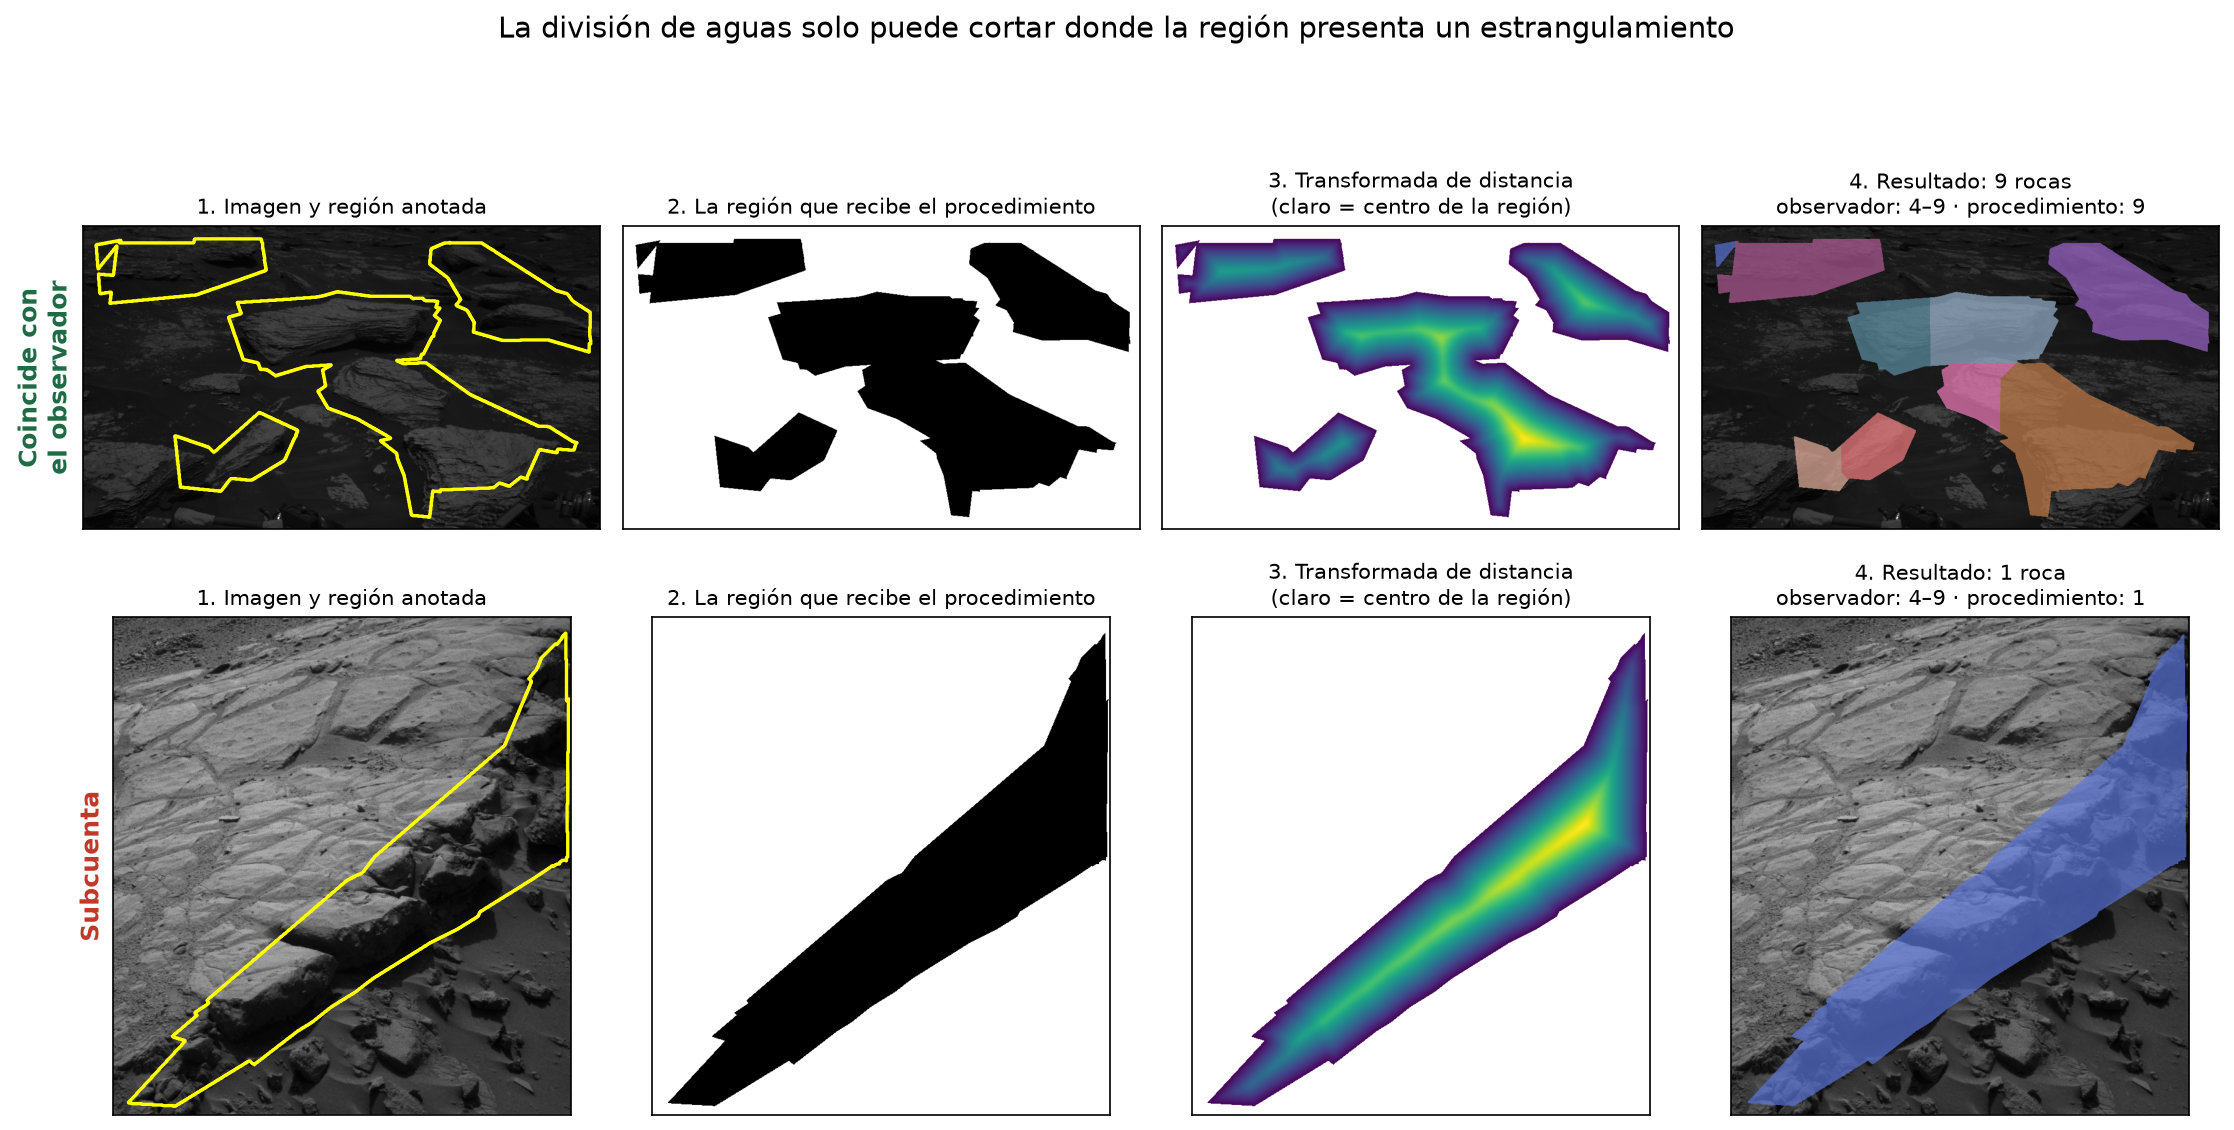 La división de aguas solo puede cortar donde la región presenta un estrangulamiento
Coincide con
el observador
1. Imagen y región anotada
2. La región que recibe el procedimiento
3. Transformada de distancia
(claro = centro de la región)
4. Resultado: 9 rocas
observador: 4–9 · procedimiento: 9
Subcuenta
1. Imagen y región anotada
2. La región que recibe el procedimiento
3. Transformada de distancia
(claro = centro de la región)
4. Resultado: 1 roca
observador: 4–9 · procedimiento: 1